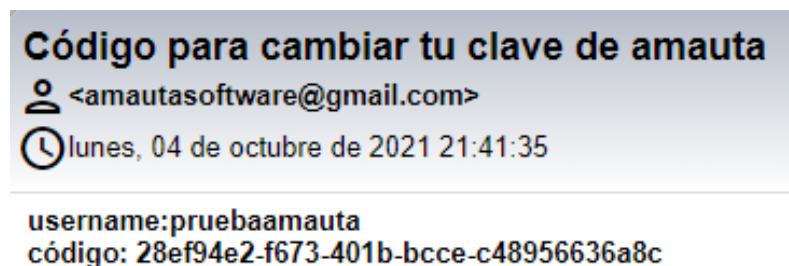 Código para cambiar tu clave de amauta
<amautasoftware@gmail.com>
lunes, 04 de octubre de 2021 21:41:35
username:pruebaamauta
código: 28ef94e2-f673-401b-bcce-c48956636a8c